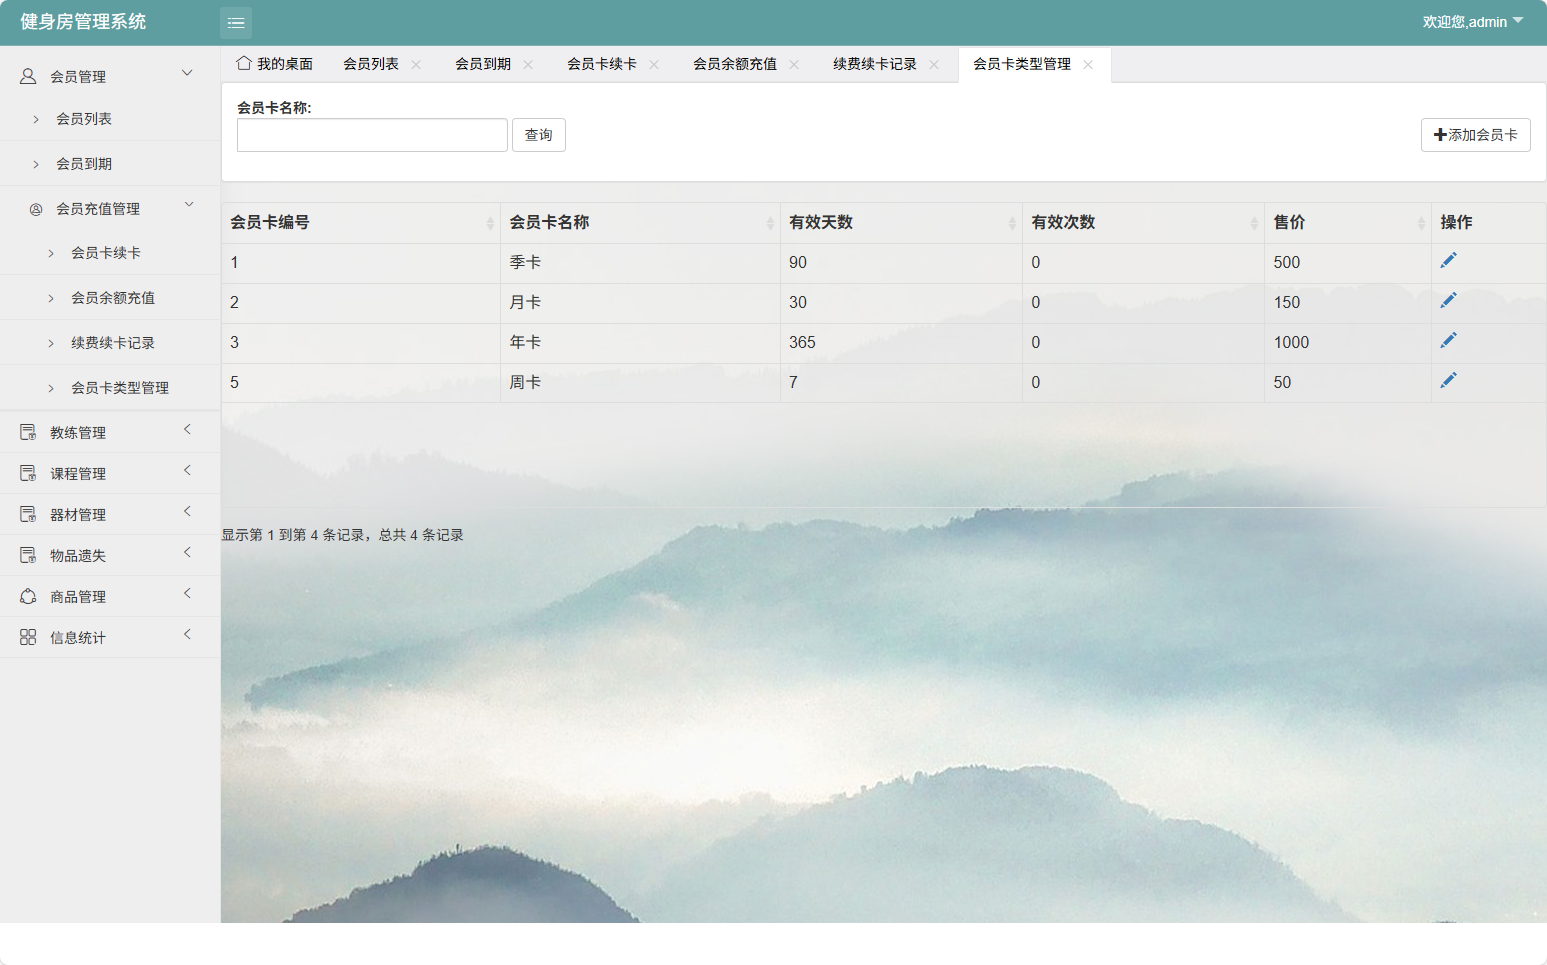 健身房管理系统
欢迎您,admin
会员管理
会员列表
会员到期
会员充值管理
会员卡续卡
会员余额充值
续费续卡记录
会员卡类型管理
教练管理
课程管理
器材管理
物品遗失
商品管理
信息统计
我的桌面 会员列表 会员到期 会员卡续卡 会员余额充值 续费续卡记录 会员卡类型管理
会员卡名称:
查询
添加会员卡
会员卡编号 会员卡名称 有效天数 有效次数 售价 操作
1 季卡 90 0 500
2 月卡 30 0 150
3 年卡 365 0 1000
5 周卡 7 0 50
显示第 1 到第 4 条记录，总共 4 条记录